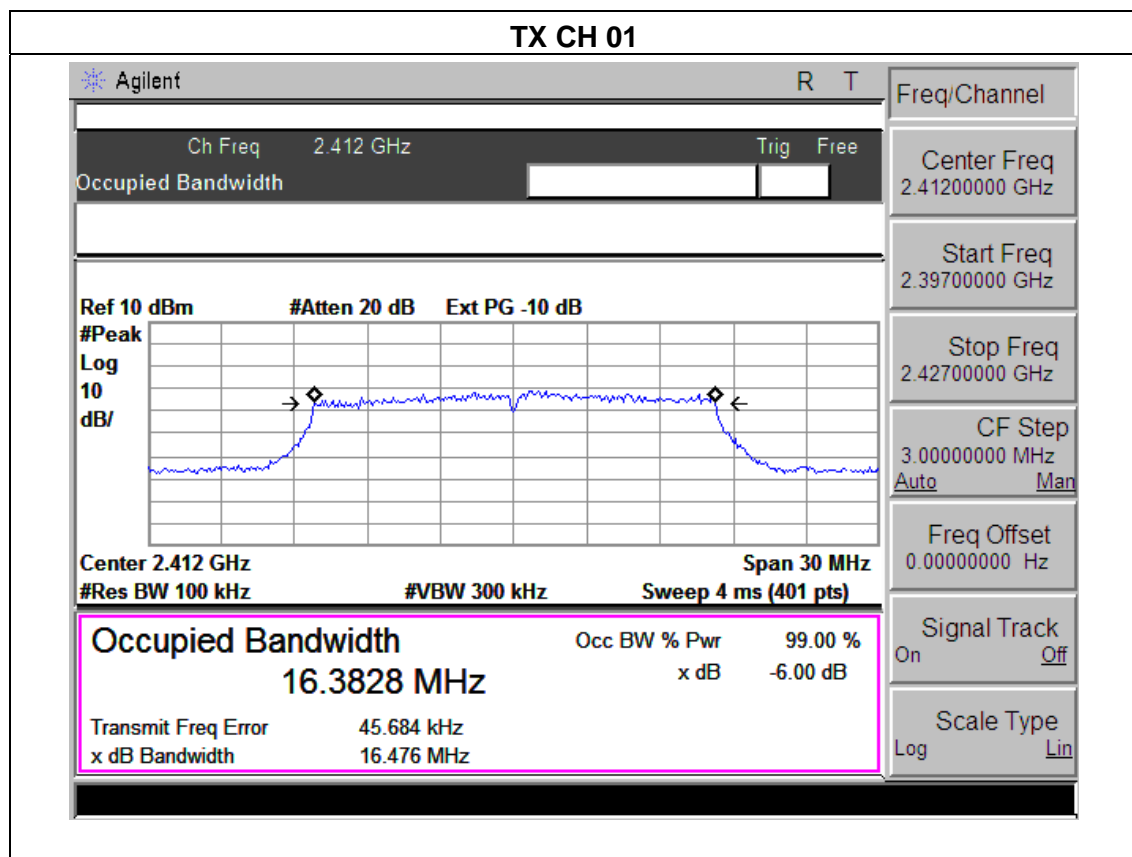 TX CH 01
Agilent R T
Freq/Channel
Ch Freq 2.412 GHz Trig Free
Occupied Bandwidth
Center Freq
2.41200000 GHz
Start Freq
2.39700000 GHz
Ref 10 dBm #Atten 20 dB Ext PG -10 dB
#Peak
Log
10
dB/
Stop Freq
2.42700000 GHz
CF Step
3.00000000 MHz
Auto Man
Center 2.412 GHz Span 30 MHz
#Res BW 100 kHz #VBW 300 kHz Sweep 4 ms (401 pts)
Freq Offset
0.00000000 Hz
Occupied Bandwidth Occ BW % Pwr 99.00 %
16.3828 MHz x dB -6.00 dB
Transmit Freq Error 45.684 kHz
x dB Bandwidth 16.476 MHz
Signal Track
On Off
Scale Type
Log Lin